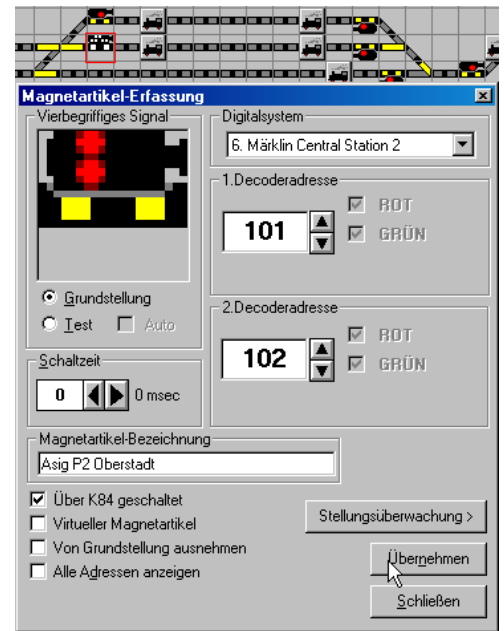 Magnetartikel-Erfassung
Vierbegriffiges Signal
Grundstellung
Test
Auto
Schaltzeit
0
0 msec
Digitalsystem
6. Märklin Central Station 2
1.Decoderadresse
101
ROT
GRÜN
2.Decoderadresse
102
ROT
GRÜN
Magnetartikel-Bezeichnung
Asig P2 Oberstadt
Über K84 geschaltet
Virtueller Magnetartikel
Von Grundstellung ausnehmen
Alle Adressen anzeigen
Stellungsüberwachung >
Übernehmen
Schließen